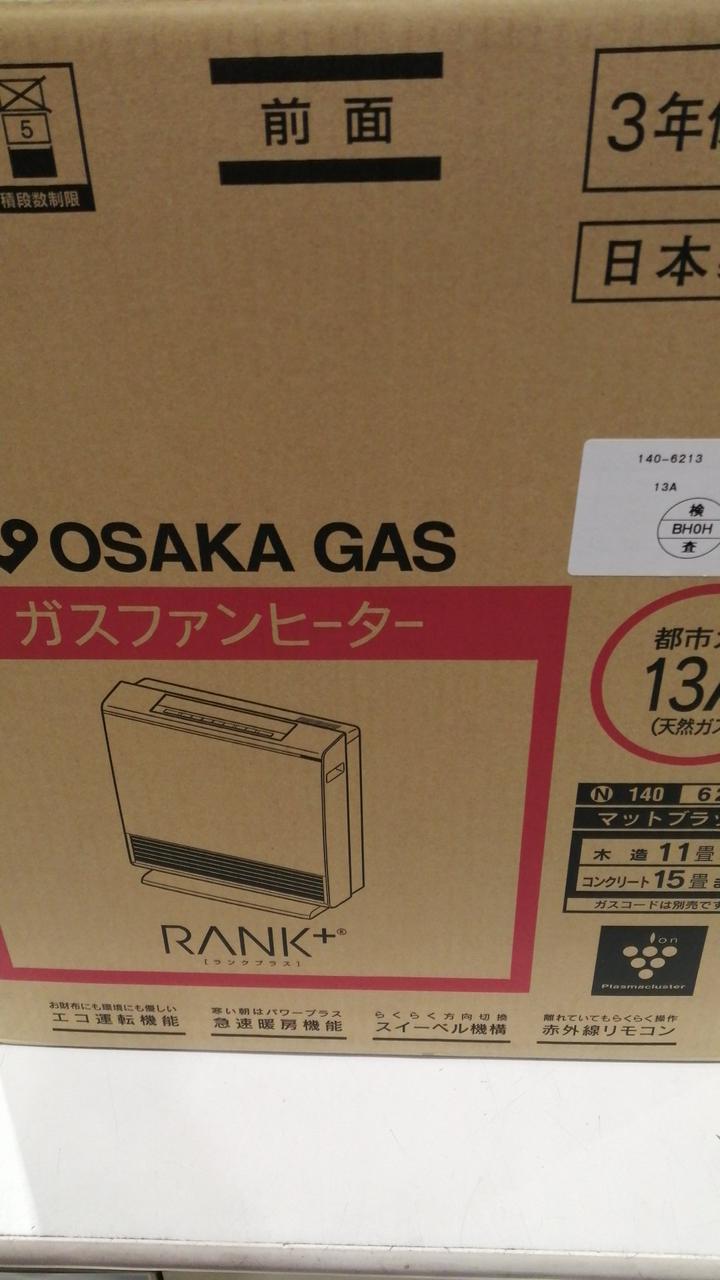 5
積段数制限
前面
3年
日本
140-6213
13A
検
BH0H
査
OSAKA GAS
ガスファンヒーター
都市
13A
(天然ガス
N 140 62
マットブラッ
木造 11畳
コンクリート 15畳ま
ガスコードは別売です
RANK+®
[ランクプラス]
ion
Plasmacluster
お財布にも環境にも優しい
エコ運転機能
寒い朝はパワープラス
急速暖房機能
らくらく方向切換
スイーベル機構
離れていてもらくらく操作
赤外線リモコン